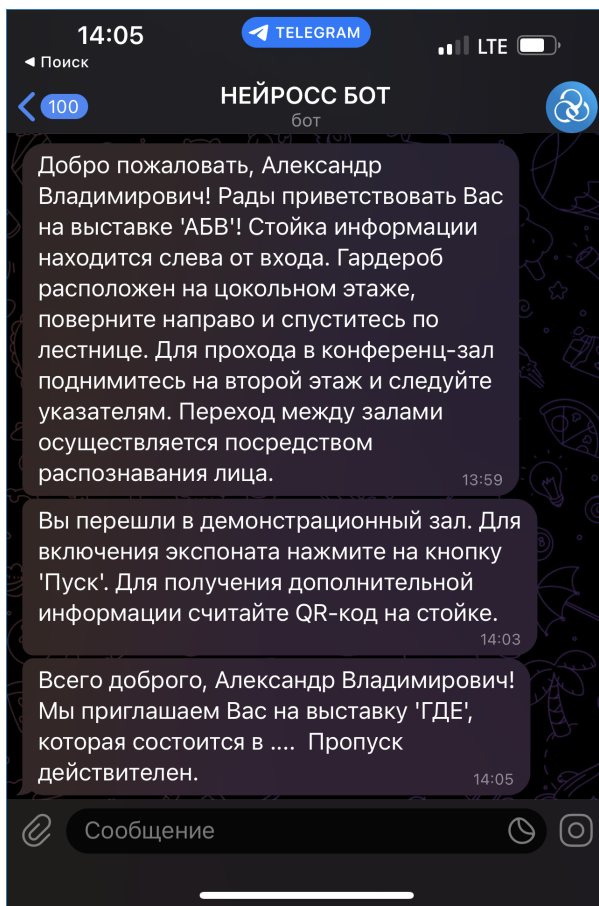 14:05
TELEGRAM
LTE
◀ Поиск
100
НЕЙРОСС БОТ
бот
Добро пожаловать, Александр
Владимирович! Рады приветствовать Вас
на выставке 'АБВ'! Стойка информации
находится слева от входа. Гардероб
расположен на цокольном этаже,
поверните направо и спуститесь по
лестнице. Для прохода в конференц-зал
поднимитесь на второй этаж и следуйте
указателям. Переход между залами
осуществляется посредством
распознавания лица.
13:59
Вы перешли в демонстрационный зал. Для
включения экспоната нажмите на кнопку
'Пуск'. Для получения дополнительной
информации считайте QR-код на стойке.
14:03
Всего доброго, Александр Владимирович!
Мы приглашаем Вас на выставку 'ГДЕ',
которая состоится в .... Пропуск
действителен.
14:05
Сообщение